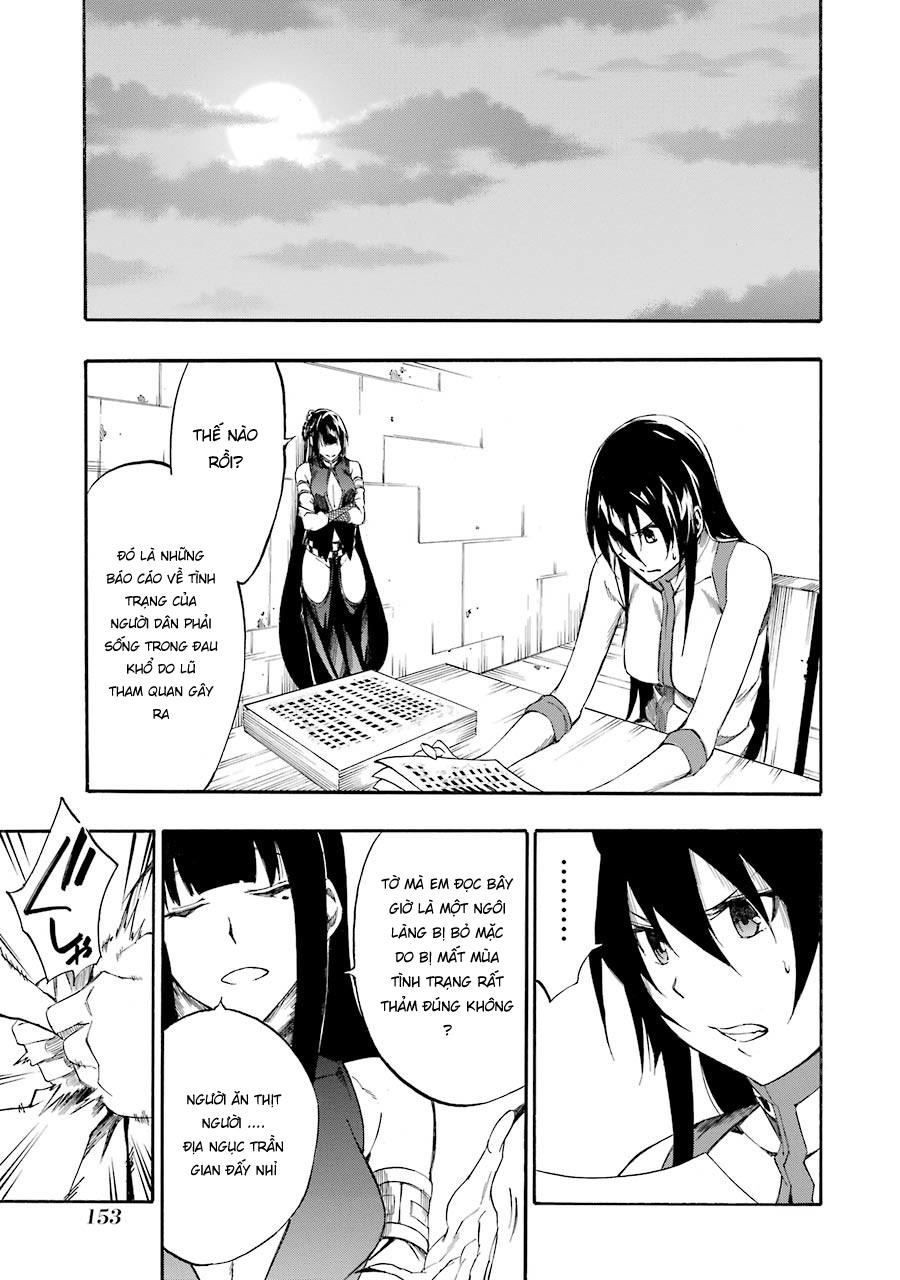 THẾ NÀO
RỒI?
ĐÓ LÀ NHỮNG
BÁO CÁO VỀ TÌNH
TRẠNG CỦA
NGƯỜI DÂN PHẢI
SỐNG TRONG ĐAU
KHỔ DO LŨ
THAM QUAN GÂY
RA
.........
TỜ MÀ EM ĐỌC BÂY
GIỜ LÀ MỘT NGÔI
LÀNG BỊ BỎ MẶC
DO BỊ MẤT MÙA
TÌNH TRẠNG RẤT
THẢM ĐÚNG KHÔNG
?
NGƯỜI ĂN THỊT
NGƯỜI ....
ĐỊA NGỤC TRẦN
GIAN ĐẤY NHỈ
153